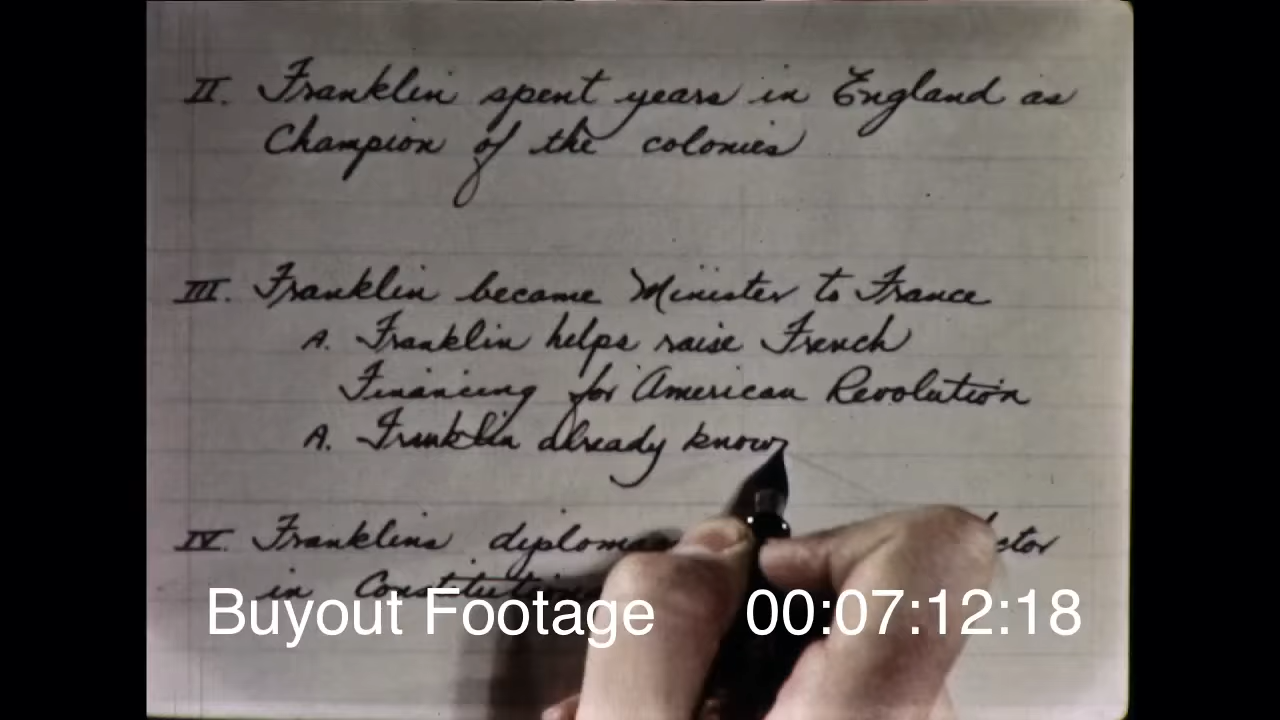 II. Franklin spent years in England as
Champion of the colonies
III. Franklin became Minister to France
A. Franklin helps raise French
Financing for American Revolution
A. Franklin already know
IV. Franklins
in
Buyout Footage 00:07:12:18